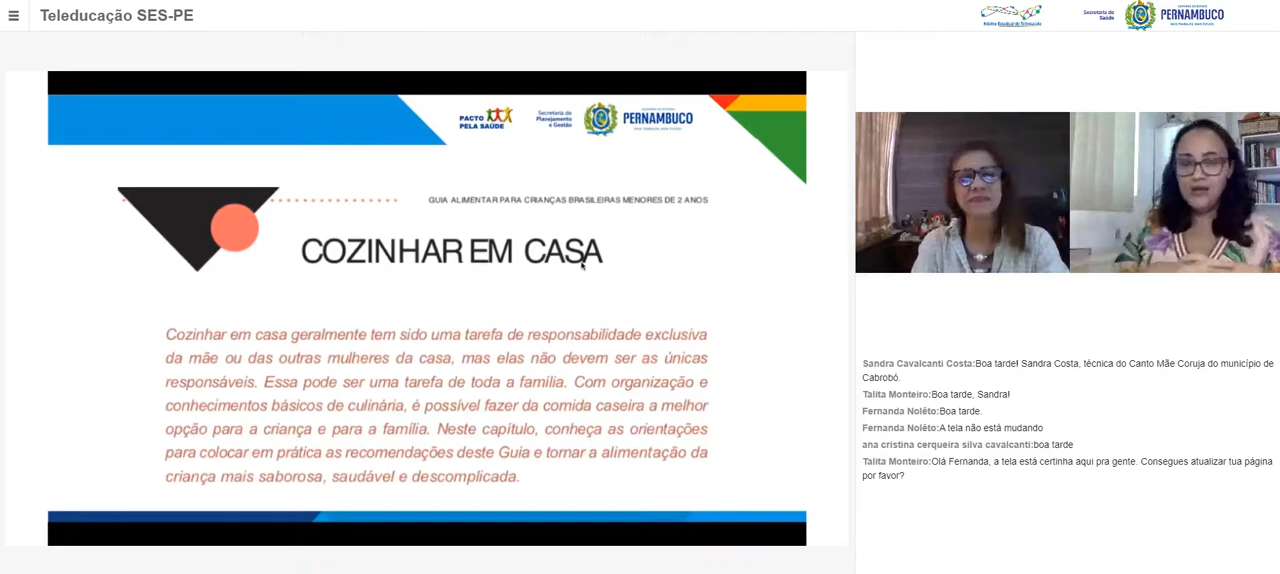 Teleducação SES-PE
Secretaria de
Saúde
PERNAMBUCO
PACTO
PELA SAÚDE
Secretaria de
Planejamento
e Gestão
PERNAMBUCO
GUIA ALIMENTAR PARA CRIANÇAS BRASILEIRAS MENORES DE 2 ANOS
COZINHAR EM CASA
Cozinhar em casa geralmente tem sido uma tarefa de responsabilidade exclusiva
da mãe ou das outras mulheres da casa, mas elas não devem ser as únicas
responsáveis. Essa pode ser uma tarefa de toda a família. Com organização e
conhecimentos básicos de culinária, é possível fazer da comida caseira a melhor
opção para a criança e para a família. Neste capítulo, conheça as orientações
para colocar em prática as recomendações deste Guia e tornar a alimentação da
criança mais saborosa, saudável e descomplicada.
Sandra Cavalcanti Costa:Boa tarde! Sandra Costa, técnica do Canto Mãe Coruja do município de
Cabrobó.
Talita Monteiro:Boa tarde, Sandra!
Fernanda Nolêto:Boa tarde.
Fernanda Nolêto:A tela não está mudando
ana cristina cerqueira silva cavalcanti:boa tarde
Talita Monteiro:Olá Fernanda, a tela está certinha aqui pra gente. Consegues atualizar tua página
por favor?